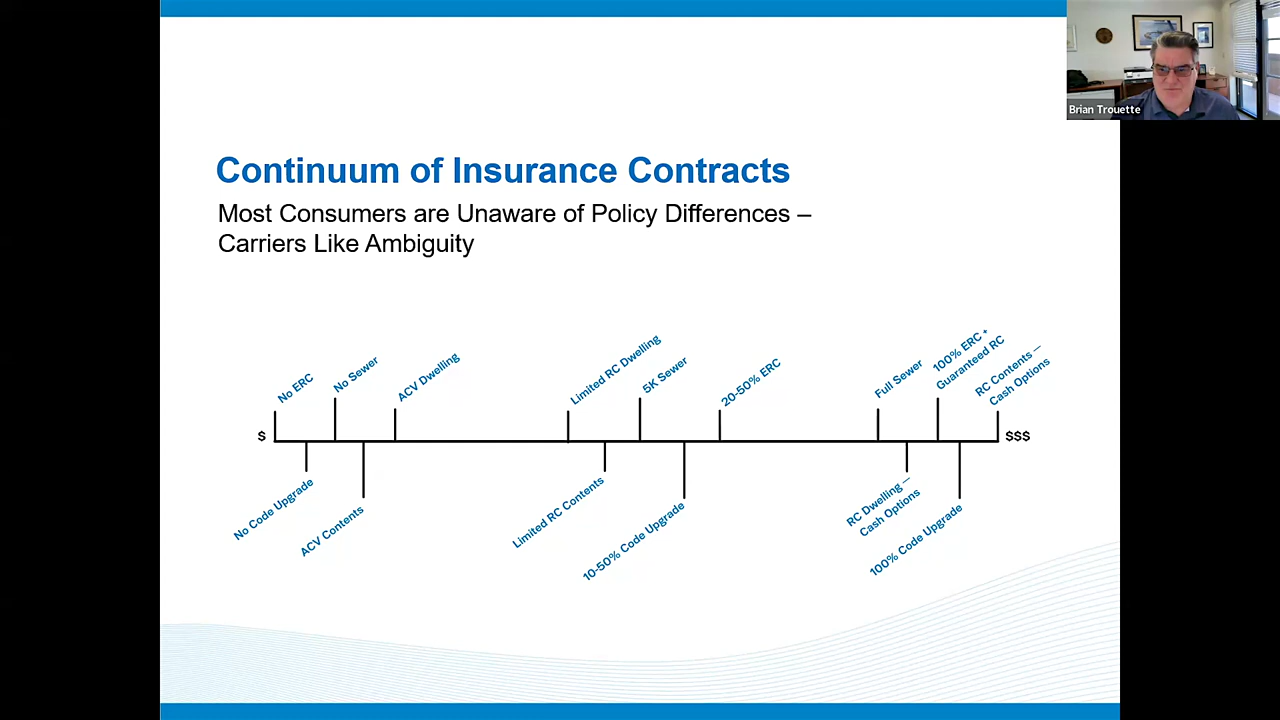 Brian Trouette
Continuum of Insurance Contracts
Most Consumers are Unaware of Policy Differences –
Carriers Like Ambiguity
$
No ERC
No Sewer
ACV Dwelling
Limited RC Dwelling
5K Sewer
20-50% ERC
Full Sewer
100% ERC +
Guaranteed RC
RC Contents —
Cash Options
$$$
No Code Upgrade
ACV Contents
Limited RC Contents
10-50% Code Upgrade
RC Dwelling —
Cash Options
100% Code Upgrade